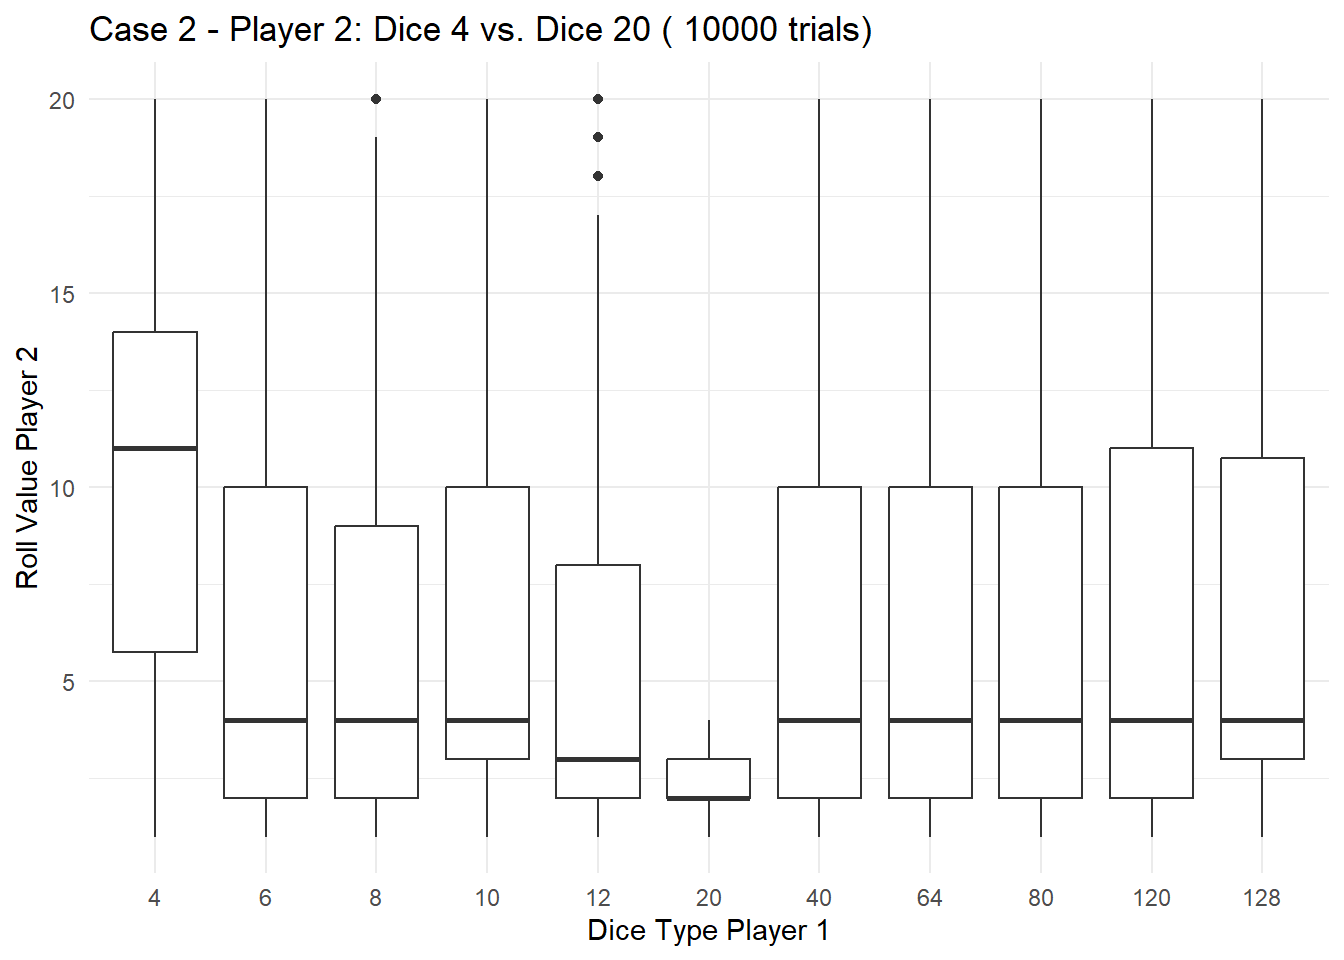 Case 2 - Player 2: Dice 4 vs. Dice 20 ( 10000 trials)
20
15
10
5
Roll Value Player 2
4 6 8 10 12 20 40 64 80 120 128
Dice Type Player 1